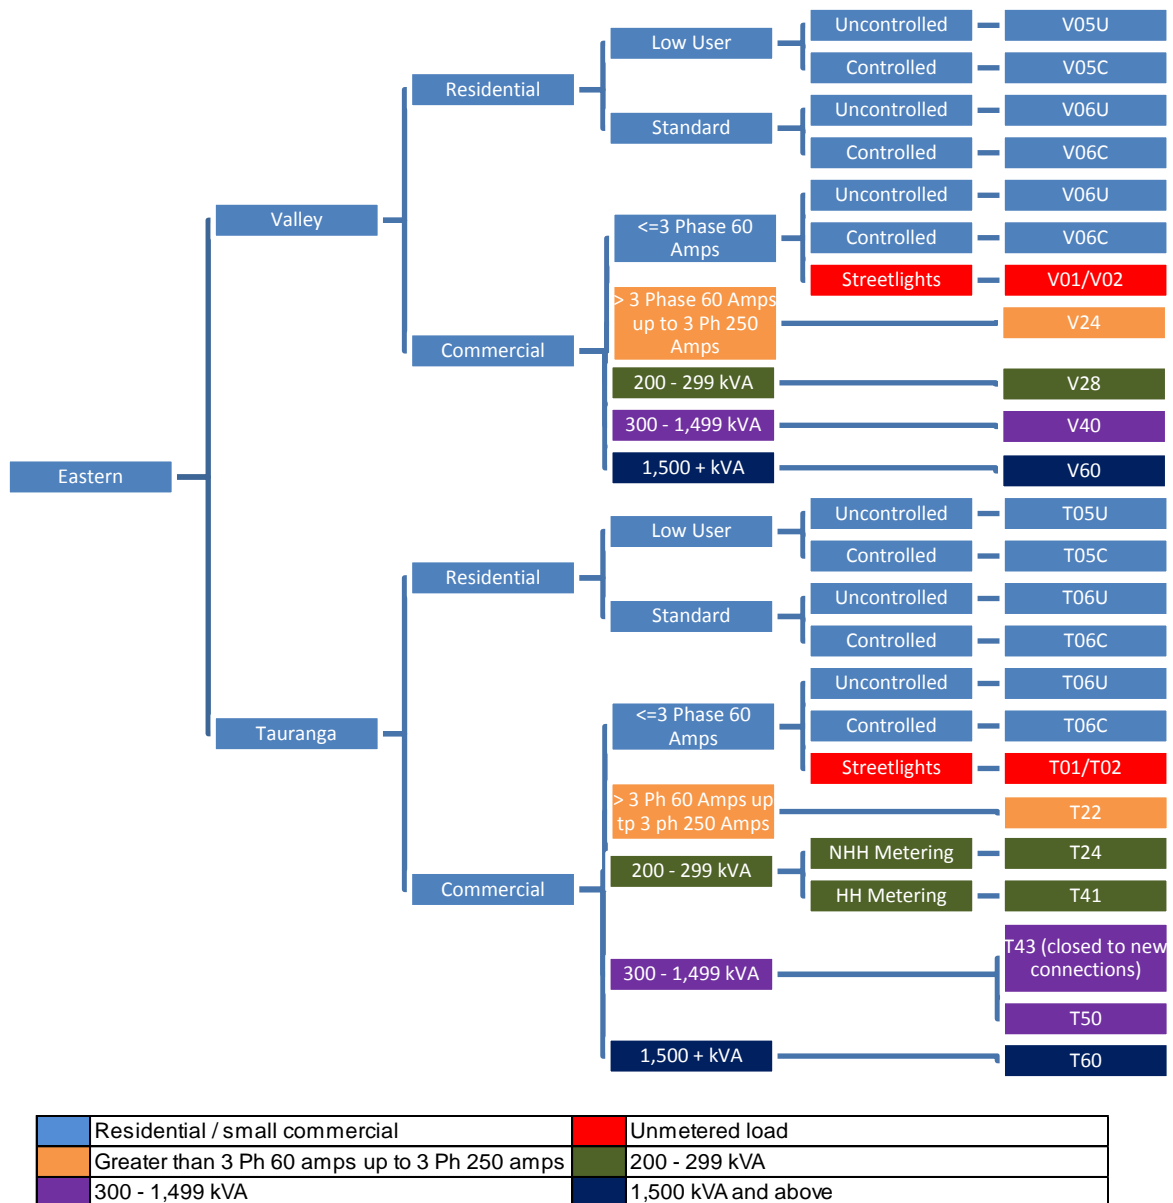 Eastern
Valley
Residential
Low User
Uncontrolled
V05U
Controlled
V05C
Standard
Uncontrolled
V06U
Controlled
V06C
Commercial
<=3 Phase 60
Amps
Uncontrolled
V06U
Controlled
V06C
Streetlights
V01/V02
> 3 Phase 60 Amps
up to 3 Ph 250
Amps
V24
200 - 299 kVA
V28
300 - 1,499 kVA
V40
1,500 + kVA
V60
Tauranga
Residential
Low User
Uncontrolled
T05U
Controlled
T05C
Standard
Uncontrolled
T06U
Controlled
T06C
Commercial
<=3 Phase 60
Amps
Uncontrolled
T06U
Controlled
T06C
Streetlights
T01/T02
> 3 Ph 60 Amps up
tp 3 ph 250 Amps
T22
200 - 299 kVA
NHH Metering
T24
HH Metering
T41
300 - 1,499 kVA
T43 (closed to new
connections)
T50
1,500 + kVA
T60
Residential / small commercial
Unmetered load
Greater than 3 Ph 60 amps up to 3 Ph 250 amps
200 - 299 kVA
300 - 1,499 kVA
1,500 kVA and above